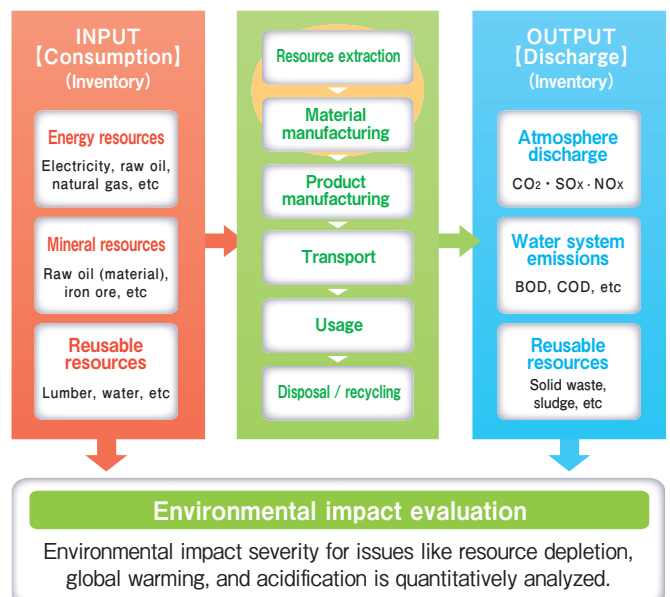 INPUT
【Consumption】
(Inventory)
Energy resources
Electricity, raw oil,
natural gas, etc
Mineral resources
Raw oil (material),
iron ore, etc
Reusable
resources
Lumber, water, etc
Resource extraction
Material
manufacturing
Product
manufacturing
Transport
Usage
Disposal / recycling
OUTPUT
【Discharge】
(Inventory)
Atmosphere
discharge
CO2・SOx・NOx
Water system
emissions
BOD, COD, etc
Reusable
resources
Solid waste,
sludge, etc
Environmental impact evaluation
Environmental impact severity for issues like resource depletion,
global warming, and acidification is quantitatively analyzed.